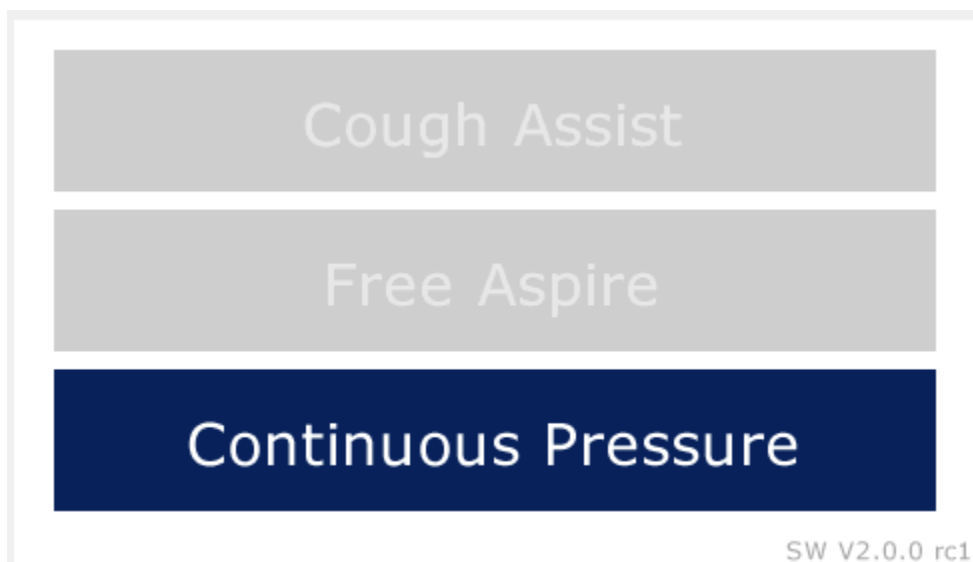 Cough Assist
Free Aspire
Continuous Pressure
SW V2.0.0 rc1